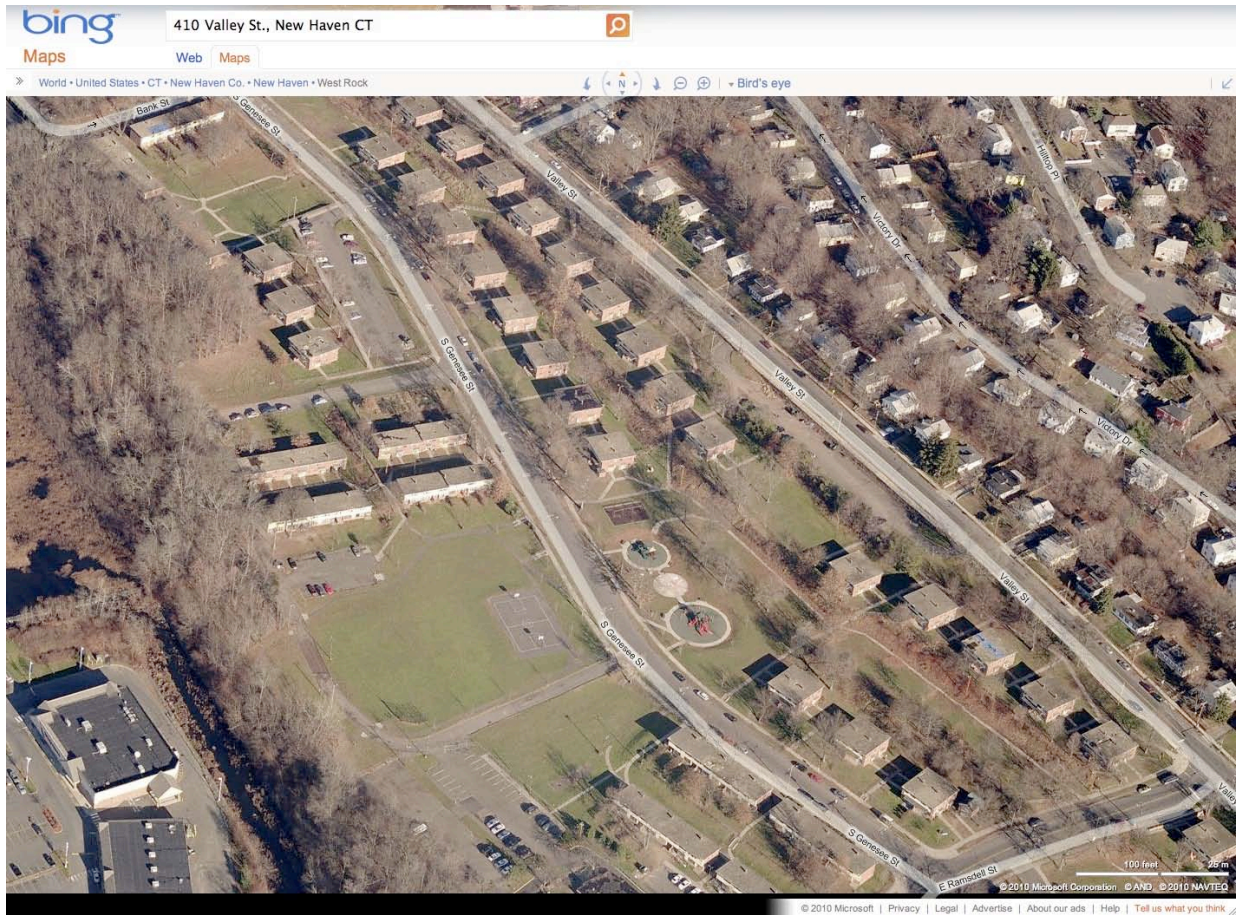 bing
410 Valley St., New Haven CT
Maps
Web Maps
World • United States • CT • New Haven Co. • New Haven • West Rock
N
Bird's eye
Bank St
S Genesee St
Valley St
Hilltop Pl
Victory Dr
S Genesee St
Valley St
Victory Dr
Valley St
S Genesee St
Valley
S Genesee St
E Ramsdell St
100 feet 25 m
© 2010 Microsoft Corporation © AND © 2010 NAVTEQ
© 2010 Microsoft | Privacy | Legal | Advertise | About our ads | Help | Tell us what you think